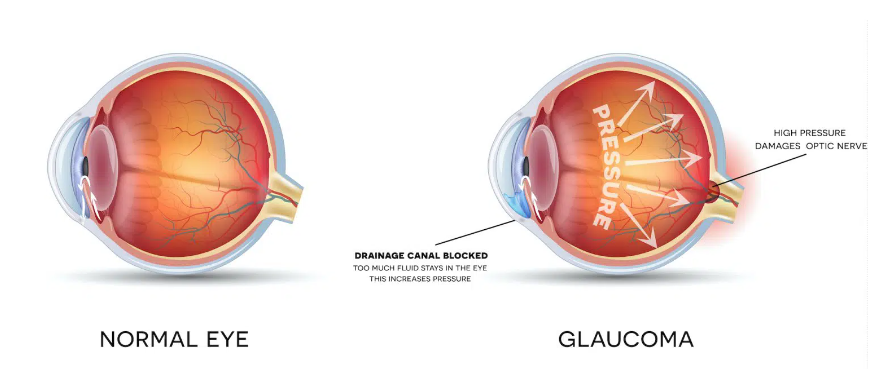 PRESSURE
HIGH PRESSURE
DAMAGES OPTIC NERVE
DRAINAGE CANAL BLOCKED
TOO MUCH FLUID STAYS IN THE EYE
THIS INCREASES PRESSURE
NORMAL EYE
GLAUCOMA